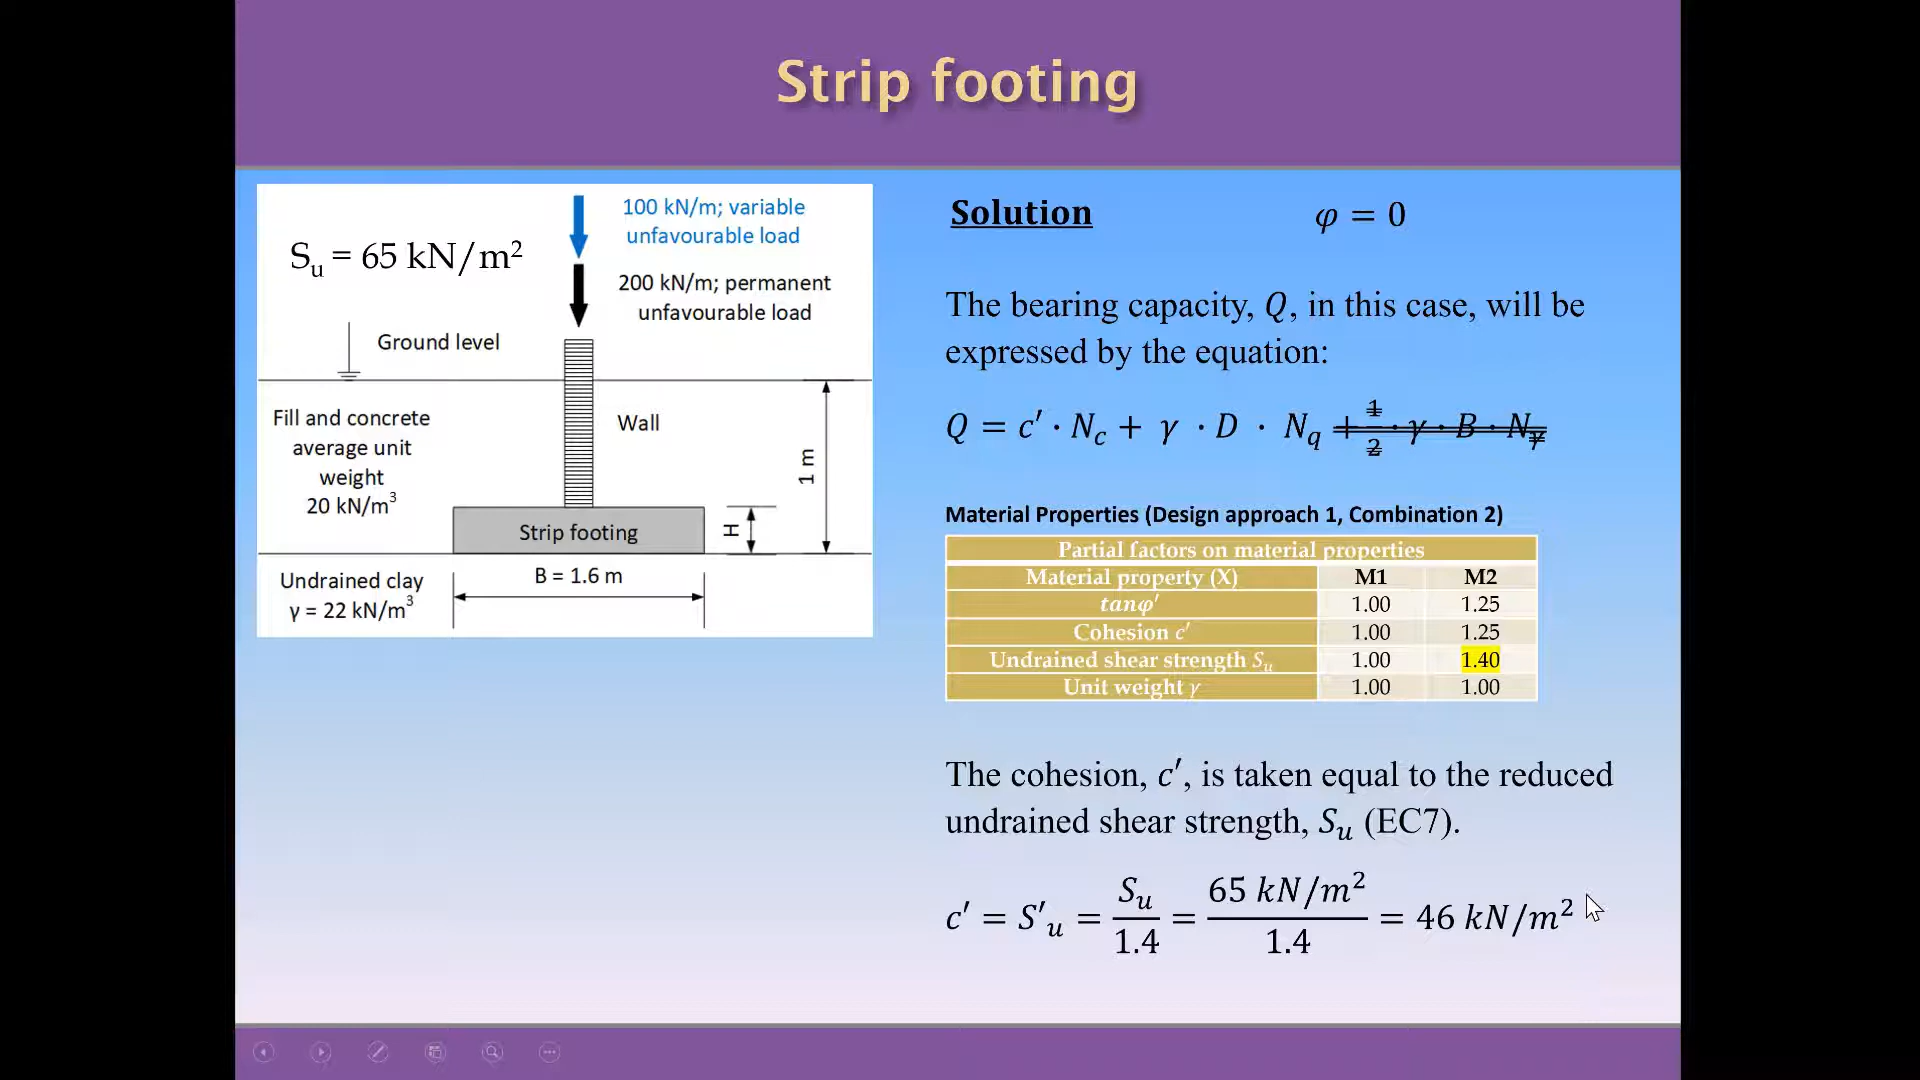 Strip footing
Sᵤ = 65 kN/m²
100 kN/m; variable
unfavourable load
200 kN/m; permanent
unfavourable load
Ground level
Fill and concrete
average unit
weight
20 kN/m³
Wall
1 m
Strip footing
H
B = 1.6 m
Undrained clay
γ = 22 kN/m³
Solution
φ = 0
The bearing capacity, Q, in this case, will be
expressed by the equation:
Q = c′ · N_c + γ · D · N_q + 1/2 · γ · B · N_γ
Material Properties (Design approach 1, Combination 2)
Partial factors on material properties
Material property (X) M1 M2
tanφ′ 1.00 1.25
Cohesion c′ 1.00 1.25
Undrained shear strength Sᵤ 1.00 1.40
Unit weight γ 1.00 1.00
The cohesion, c′, is taken equal to the reduced
undrained shear strength, Sᵤ (EC7).
c′ = S′ᵤ = Sᵤ/1.4 = 65 kN/m²/1.4 = 46 kN/m²